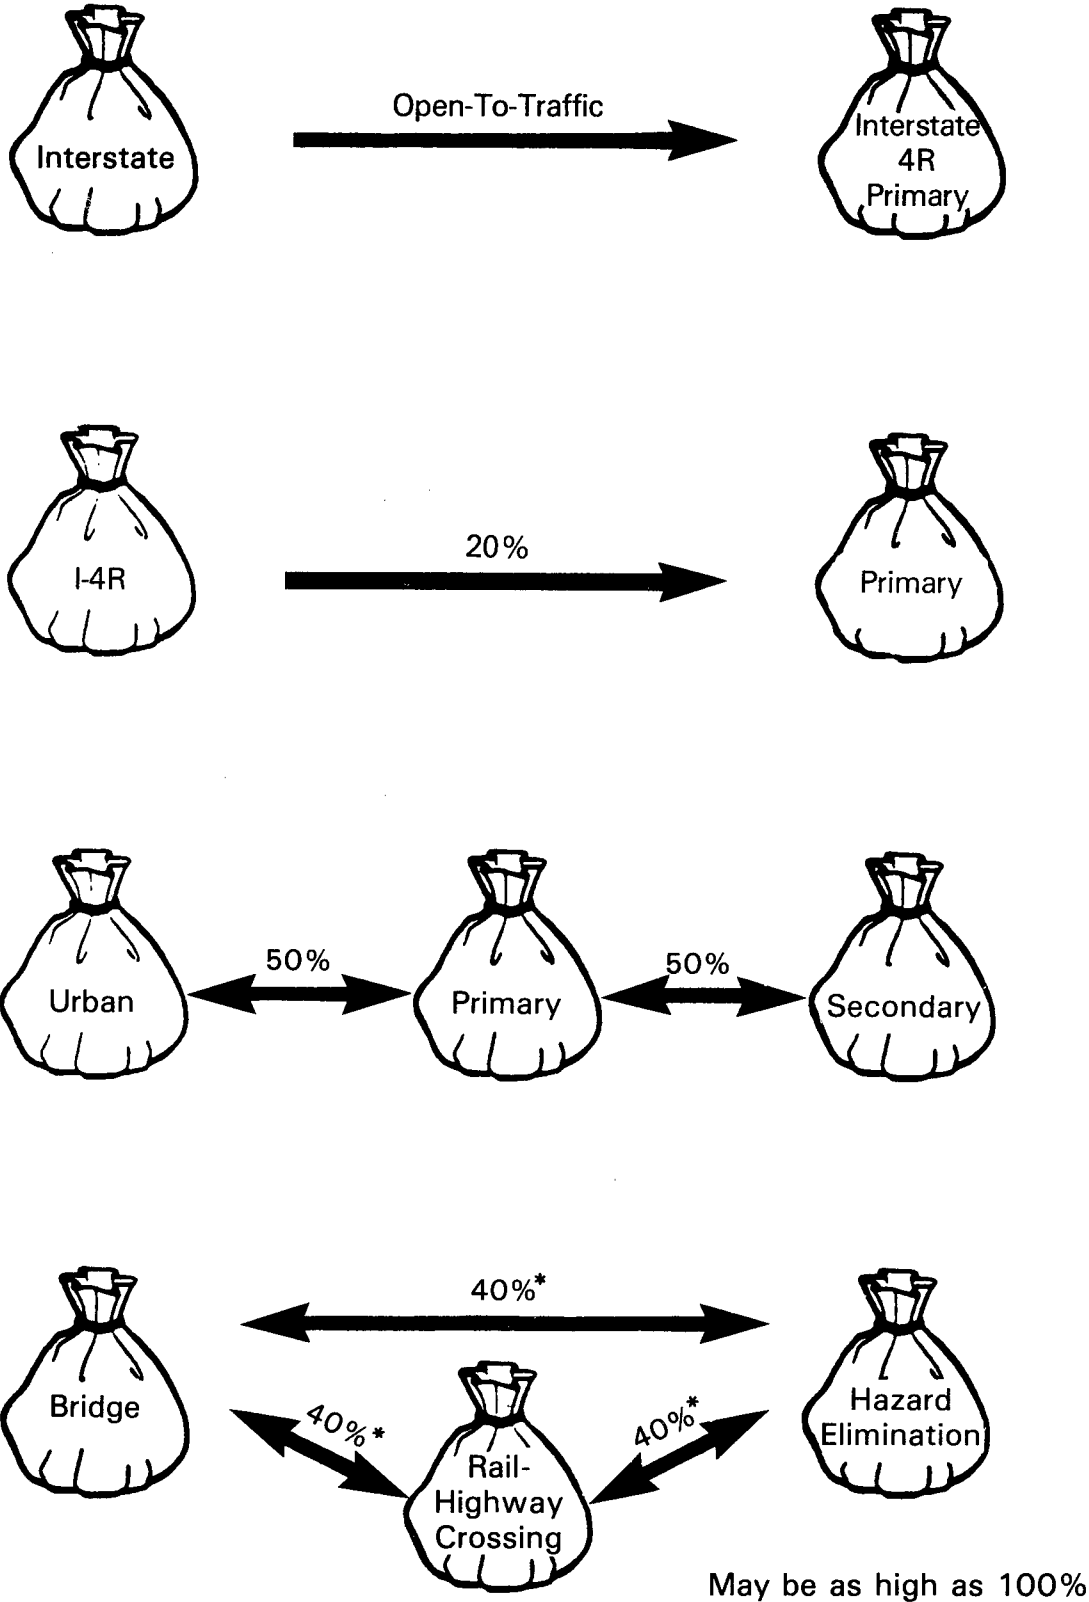 Open-To-Traffic
Interstate
Interstate
4R
Primary
20%
I-4R
Primary
50%
50%
Urban
Primary
Secondary
40%*
Bridge
40%*
40%*
Hazard
Elimination
Rail-
Highway
Crossing
May be as high as 100%